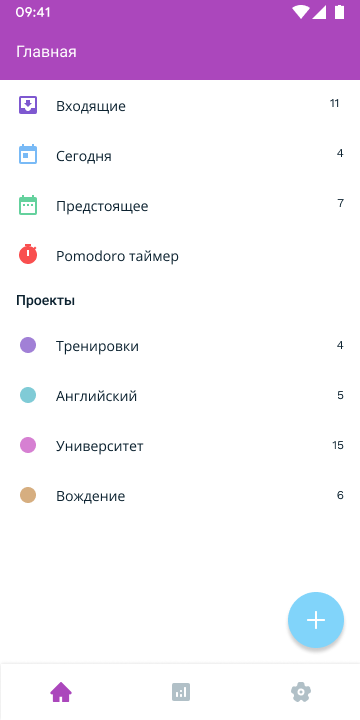 09:41
Главная
Входящие 11
Сегодня 4
Предстоящее 7
Pomodoro таймер
Проекты
Тренировки 4
Английский 5
Университет 15
Вождение 6